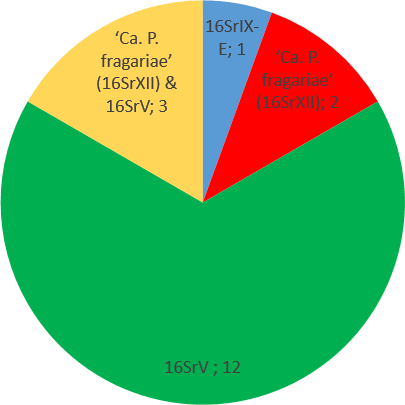 16SrIX-
E; 1
‘Ca. P.
fragariae’
(16SrXII); 2
16SrV ; 12
‘Ca. P.
fragariae’
(16SrXII) &
16SrV; 3